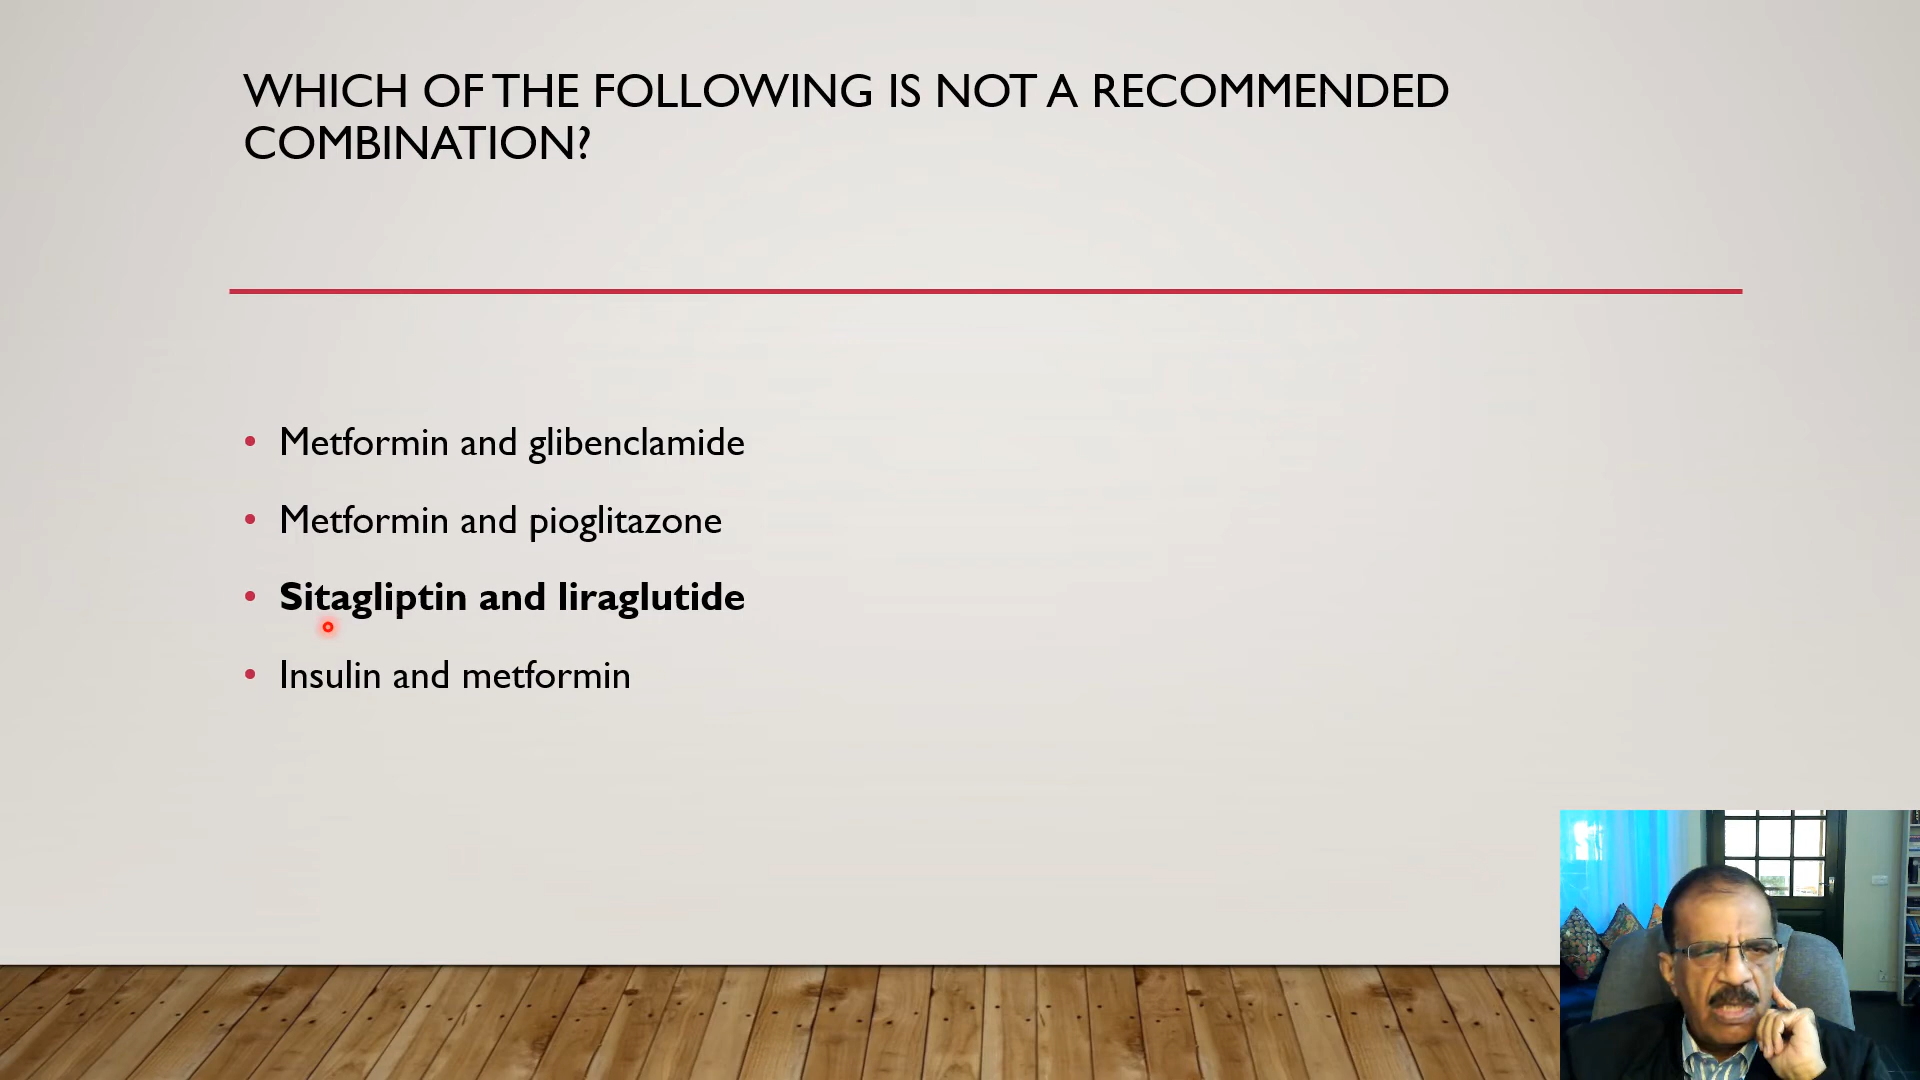 WHICH OF THE FOLLOWING IS NOT A RECOMMENDED
COMBINATION?
• Metformin and glibenclamide
• Metformin and pioglitazone
• Sitagliptin and liraglutide
• Insulin and metformin